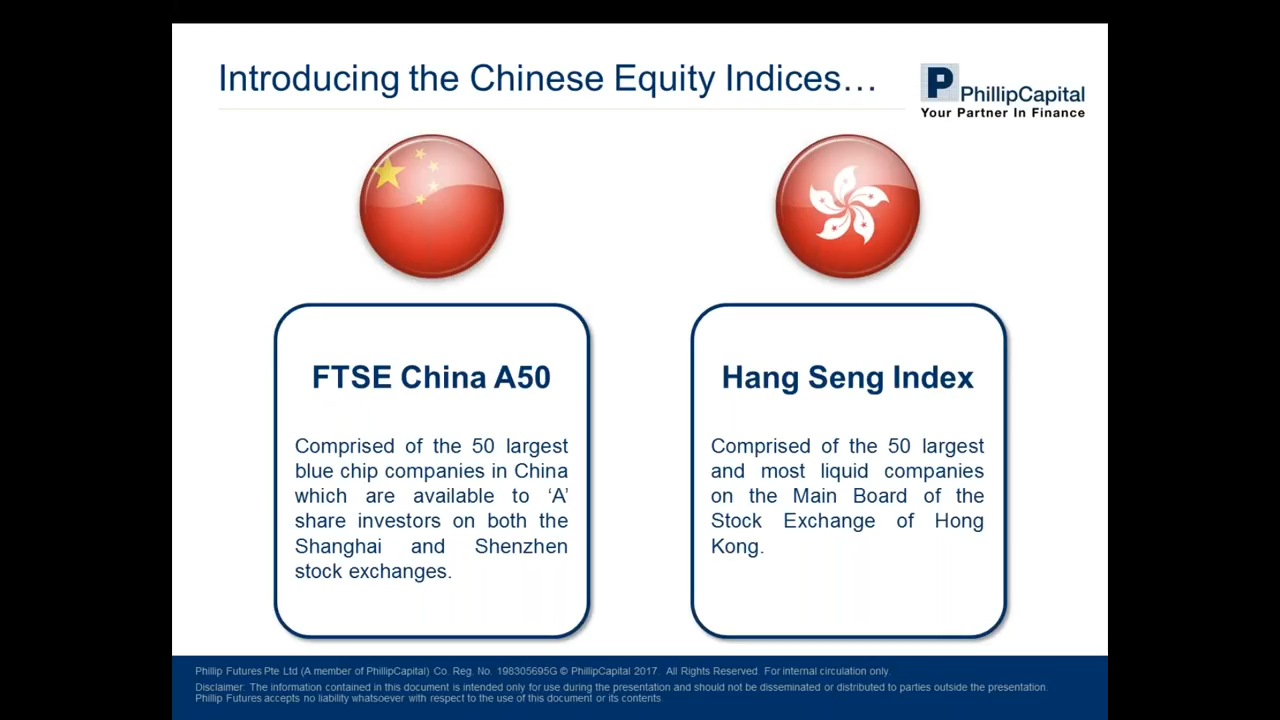 Introducing the Chinese Equity Indices…
P PhillipCapital
Your Partner In Finance
FTSE China A50
Comprised of the 50 largest
blue chip companies in China
which are available to ‘A’
share investors on both the
Shanghai and Shenzhen
stock exchanges.
Hang Seng Index
Comprised of the 50 largest
and most liquid companies
on the Main Board of the
Stock Exchange of Hong
Kong.
Phillip Futures Pte Ltd (A member of PhillipCapital) Co. Reg. No. 198305695G © PhillipCapital 2017. All Rights Reserved. For internal circulation only.
Disclaimer: The information contained in this document is intended only for use during the presentation and should not be disseminated or distributed to parties outside the presentation.
Phillip Futures accepts no liability whatsoever with respect to the use of this document or its contents